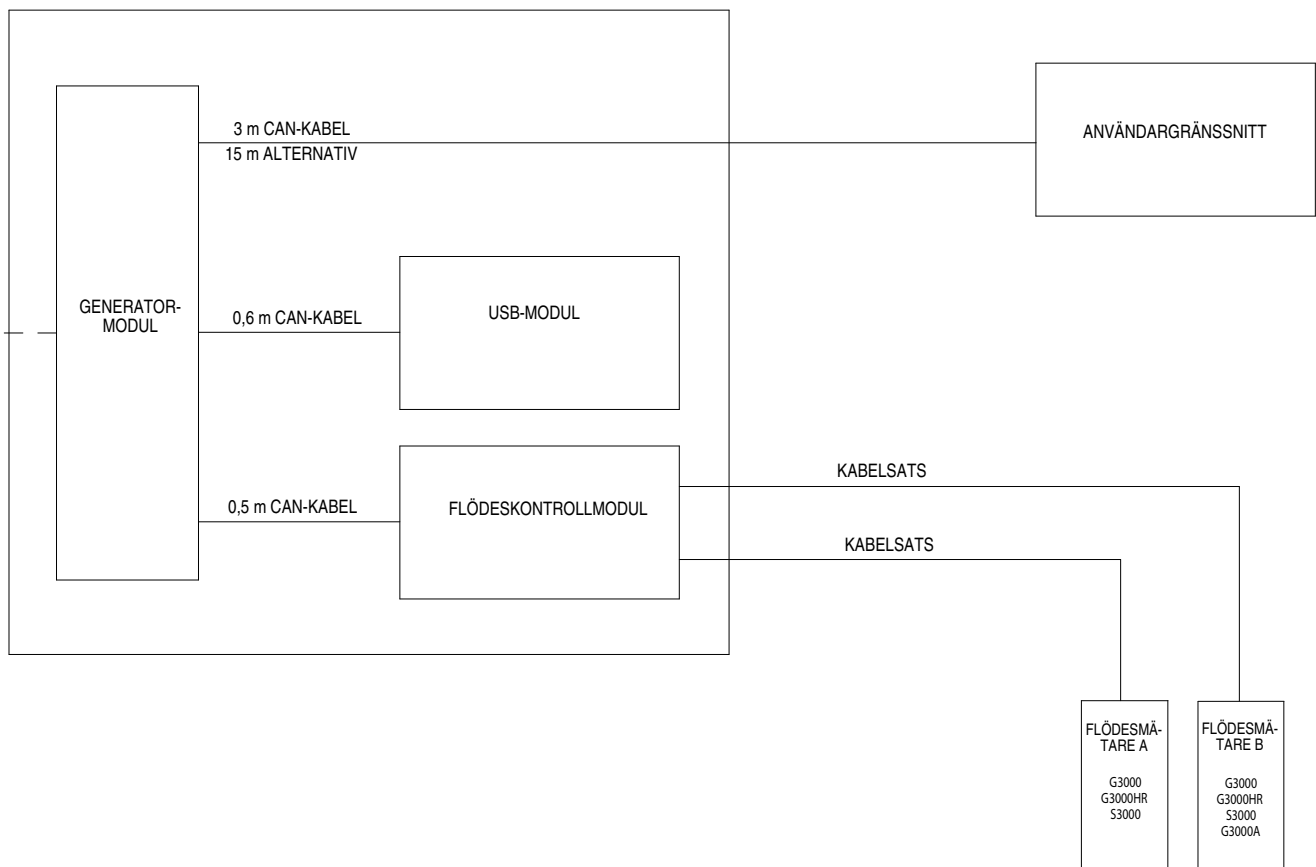 3 m CAN-KABEL
15 m ALTERNATIV
ANVÄNDARGRÄNSSNITT
GENERATOR-
MODUL
0,6 m CAN-KABEL
USB-MODUL
0,5 m CAN-KABEL
FLÖDESKONTROLLMODUL
KABELSATS
KABELSATS
FLÖDESMÄ-
TARE A
G3000
G3000HR
S3000
FLÖDESMÄ-
TARE B
G3000
G3000HR
S3000
G3000A